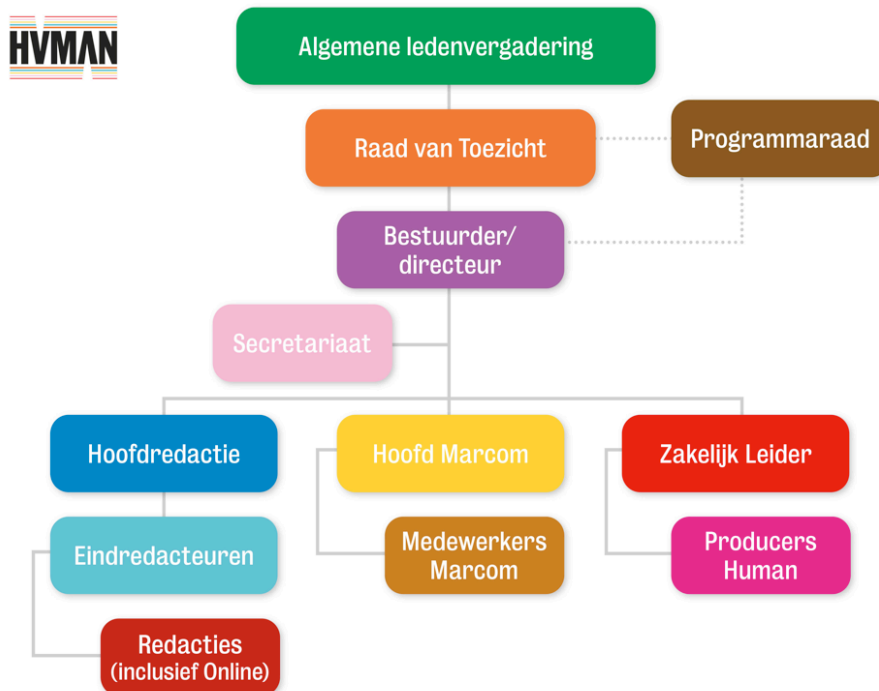 HVMAN
Algemene ledenvergadering
Raad van Toezicht
Programmaraad
Bestuurder/
directeur
Secretariaat
Hoofdredactie
Hoofd Marcom
Zakelijk Leider
Eindredacteuren
Medewerkers
Marcom
Producers
Human
Redacties
(inclusief Online)